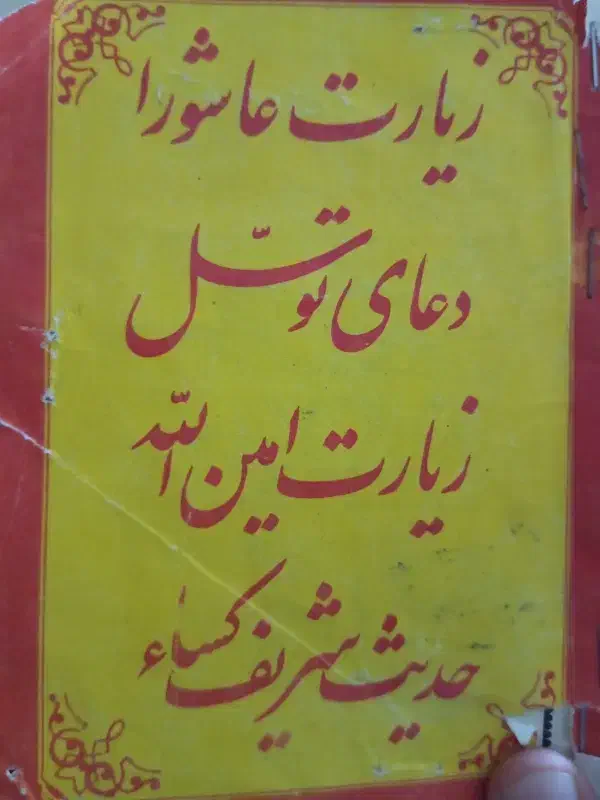 زیارت عاشورا
دعای توسّل
زیارت امین الله
حدیث شریف کساء